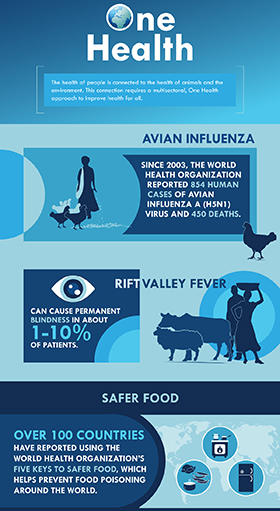 One
Health
The health of people is connected to the health of animals and the
environment. This connection requires a multisectoral, One Health
approach to improve health for all.
AVIAN INFLUENZA
SINCE 2003, THE WORLD
HEALTH ORGANIZATION
REPORTED 854 HUMAN
CASES OF AVIAN
INFLUENZA A (H5N1)
VIRUS AND 450 DEATHS.
RIFT VALLEY FEVER
CAN CAUSE PERMANENT
BLINDNESS IN ABOUT
1-10%
OF PATIENTS.
SAFER FOOD
OVER 100 COUNTRIES
HAVE REPORTED USING THE
WORLD HEALTH ORGANIZATION'S
FIVE KEYS TO SAFER FOOD, WHICH
HELPS PREVENT FOOD POISONING
AROUND THE WORLD.